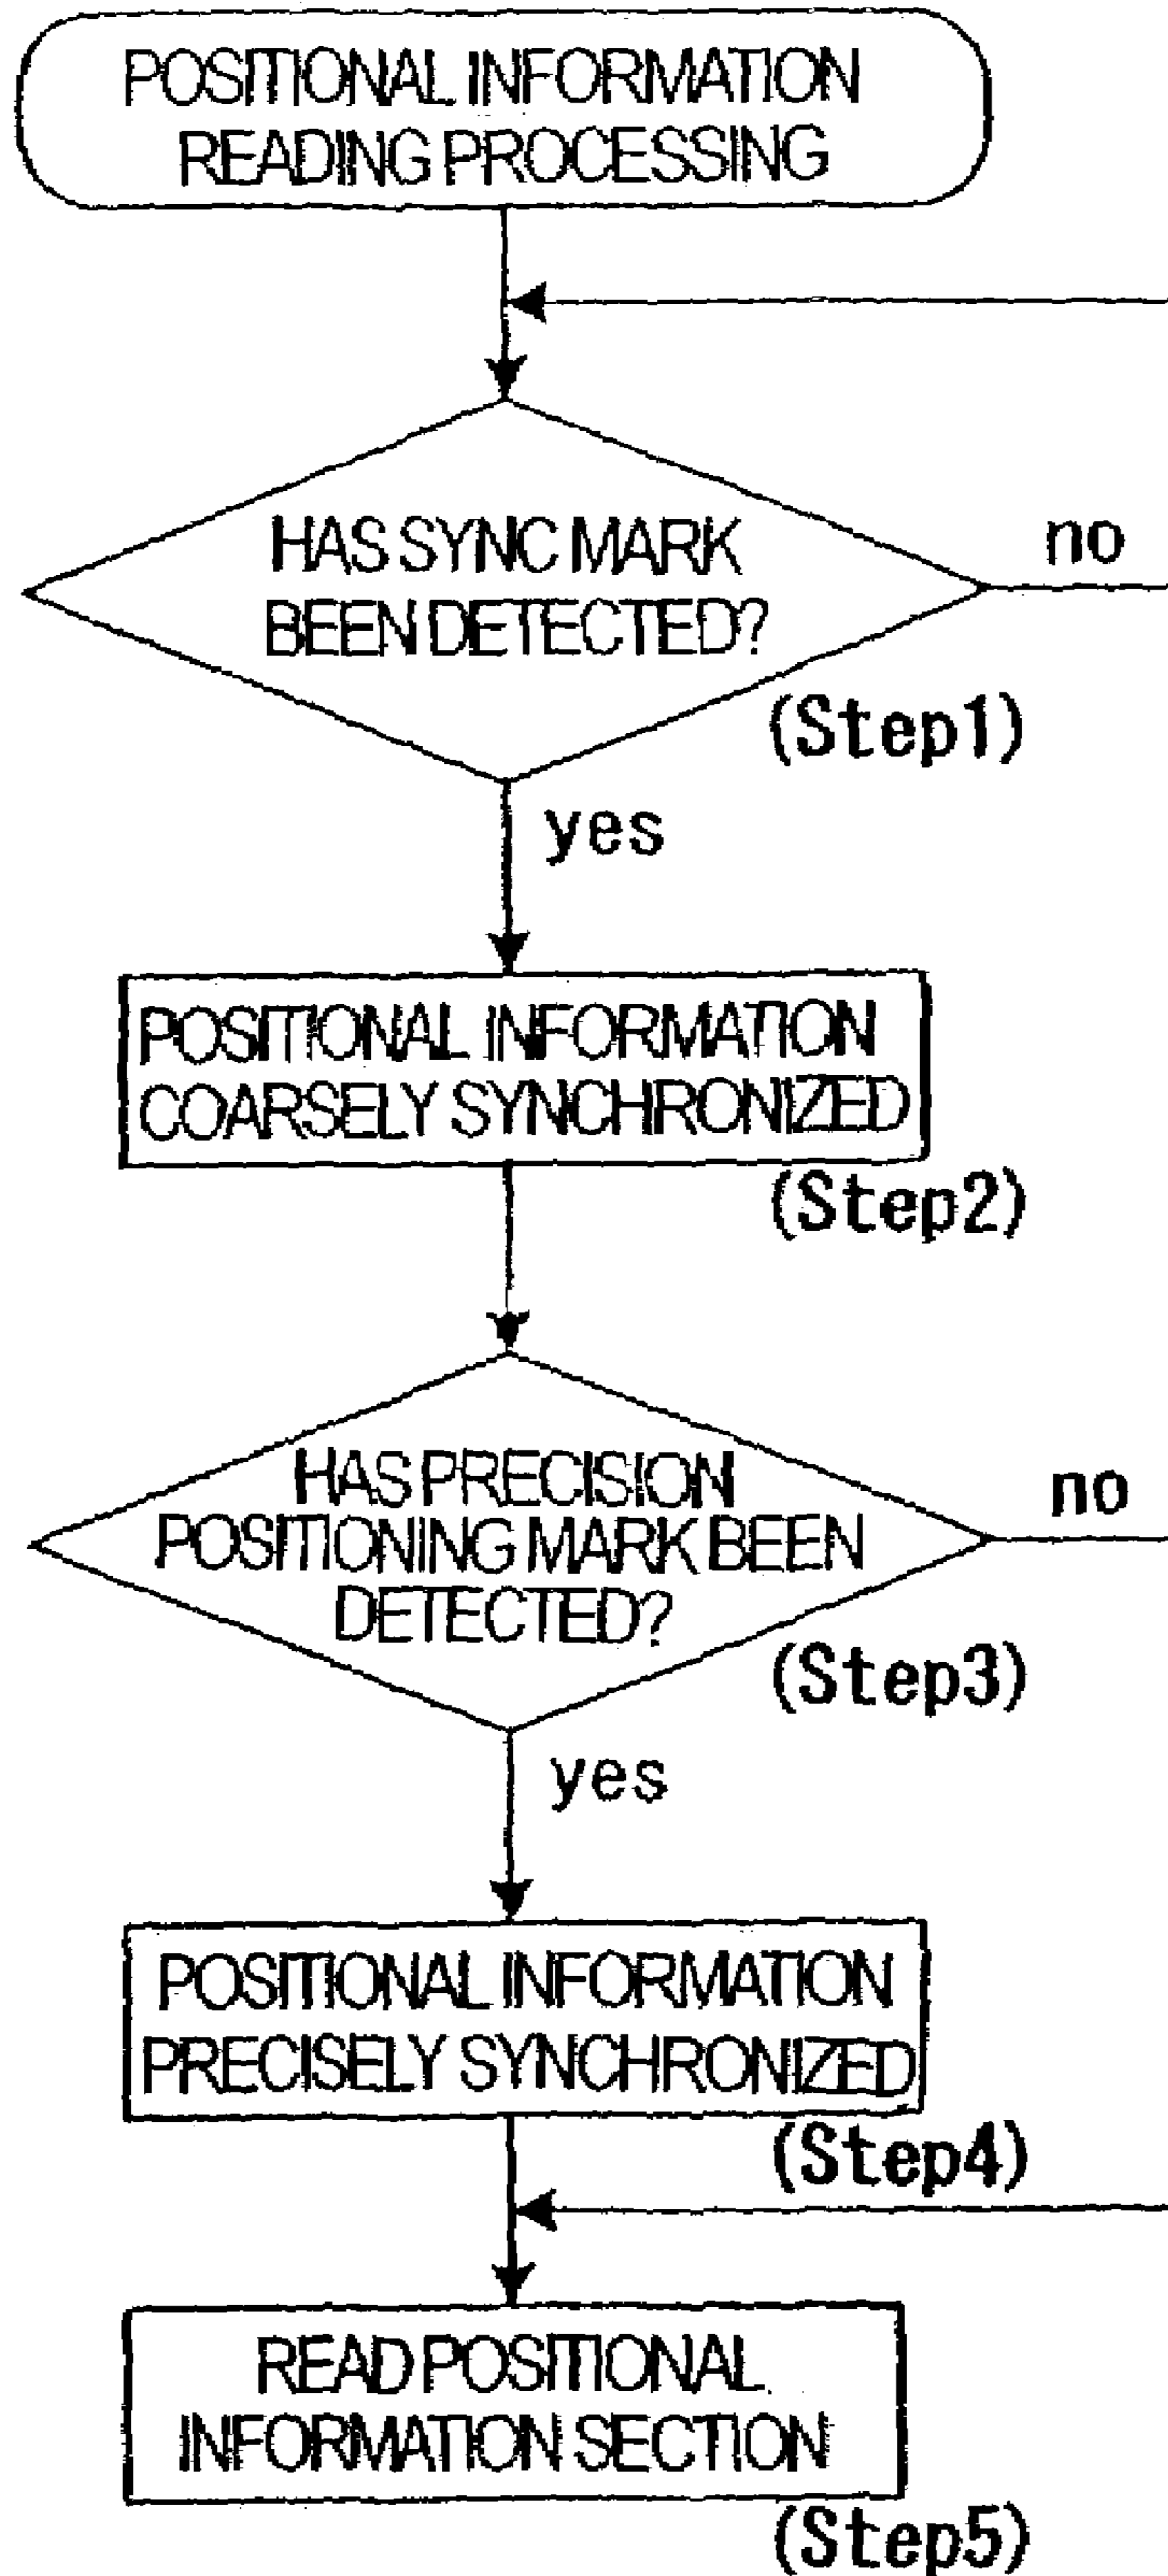 POSITIONAL INFORMATION
READING PROCESSING
HAS SYNC MARK
BEEN DETECTED?
no
(Step1)
yes
POSITIONAL INFORMATION
COARSELY SYNCHRONIZED
(Step2)
HAS PRECISION
POSITIONING MARK BEEN
DETECTED?
no
(Step3)
yes
POSITIONAL INFORMATION
PRECISELY SYNCHRONIZED
(Step4)
READ POSITIONAL
INFORMATION SECTION
(Step5)